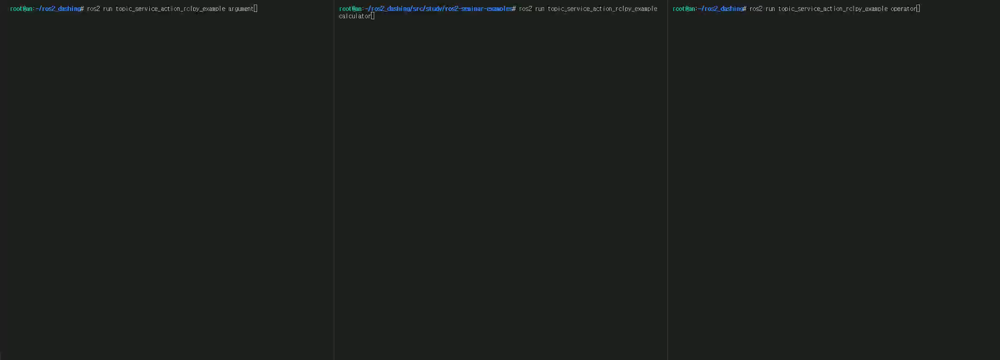 root@an:~/ros2_dashing# ros2 run topic_service_action_rclpy_example argument
root@an:~/ros2_dashing/src/study/ros2-seminar-examples# ros2 run topic_service_action_rclpy_example
calculator
root@an:~/ros2_dashing# ros2 run topic_service_action_rclpy_example operator